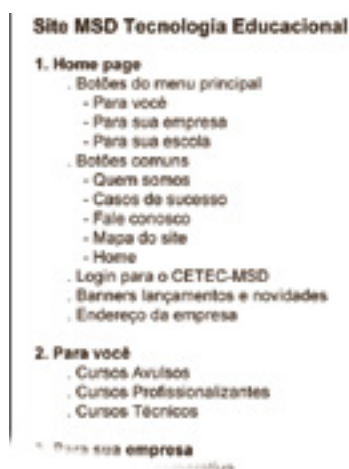 Site MSD Tecnologia Educacional
1. Home page
. Botões do menu principal
- Para você
- Para sua empresa
- Para sua escola
. Botões comuns
- Quem somos
- Casos de sucesso
- Fale conosco
- Mapa do site
- Home
. Login para o CETEC-MSD
. Banners lançamentos e novidades
. Endereço da empresa
2. Para você
. Cursos Avulsos
. Cursos Profissionalizantes
. Cursos Técnicos
Para sua empresa